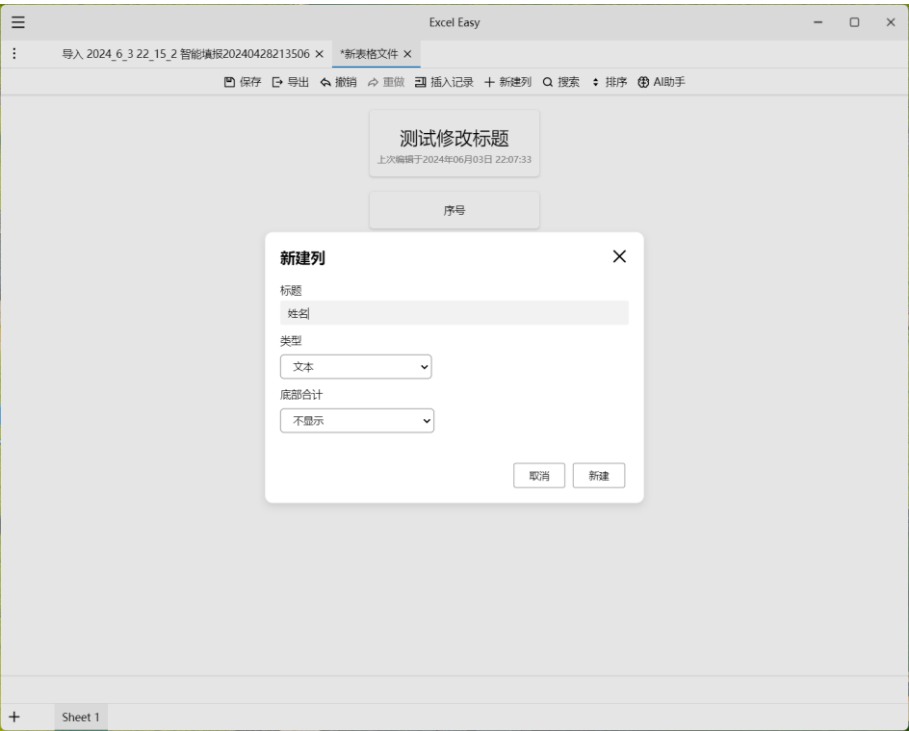 Excel Easy
导入 2024_6_3 22_15_2 智能填报20240428213506 *新表格文件
保存 导出 撤销 重做 插入记录 新建列 搜索 排序 AI助手
测试修改标题
上次编辑于2024年06月03日 22:07:33
序号
新建列
标题
姓名
类型
文本
底部合计
不显示
取消 新建
Sheet 1